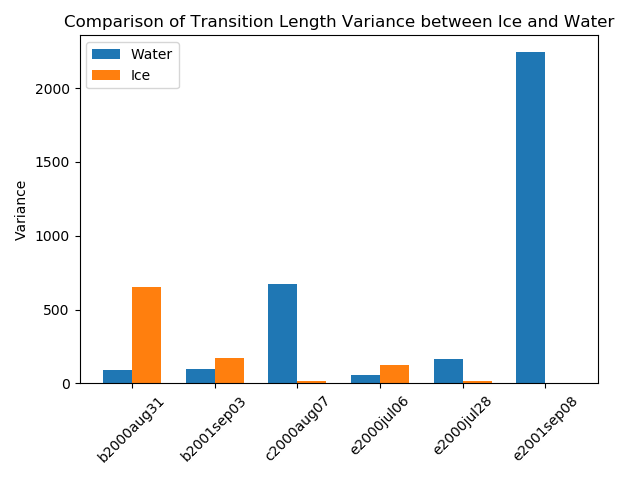 Comparison of Transition Length Variance between Ice and Water
Water
Ice
Variance
2000
1500
1000
500
0
b2000aug31
b2001sep03
c2000aug07
e2000jul06
e2000jul28
e2001sep08